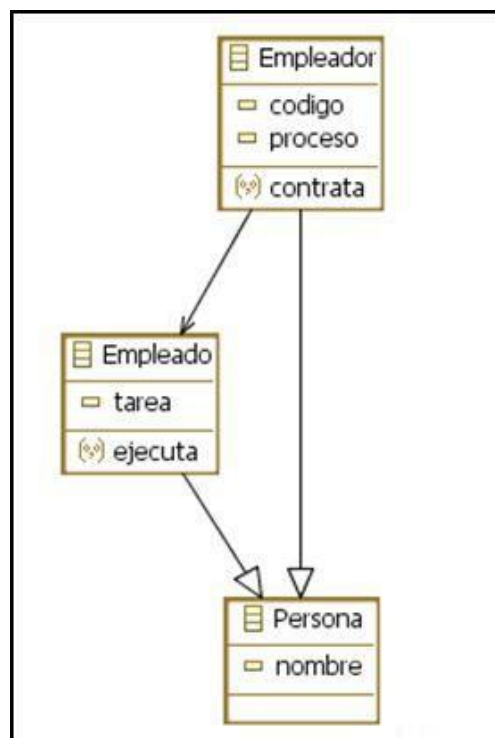 Empleador
codigo
proceso
contrata
Empleado
tarea
ejecuta
Persona
nombre